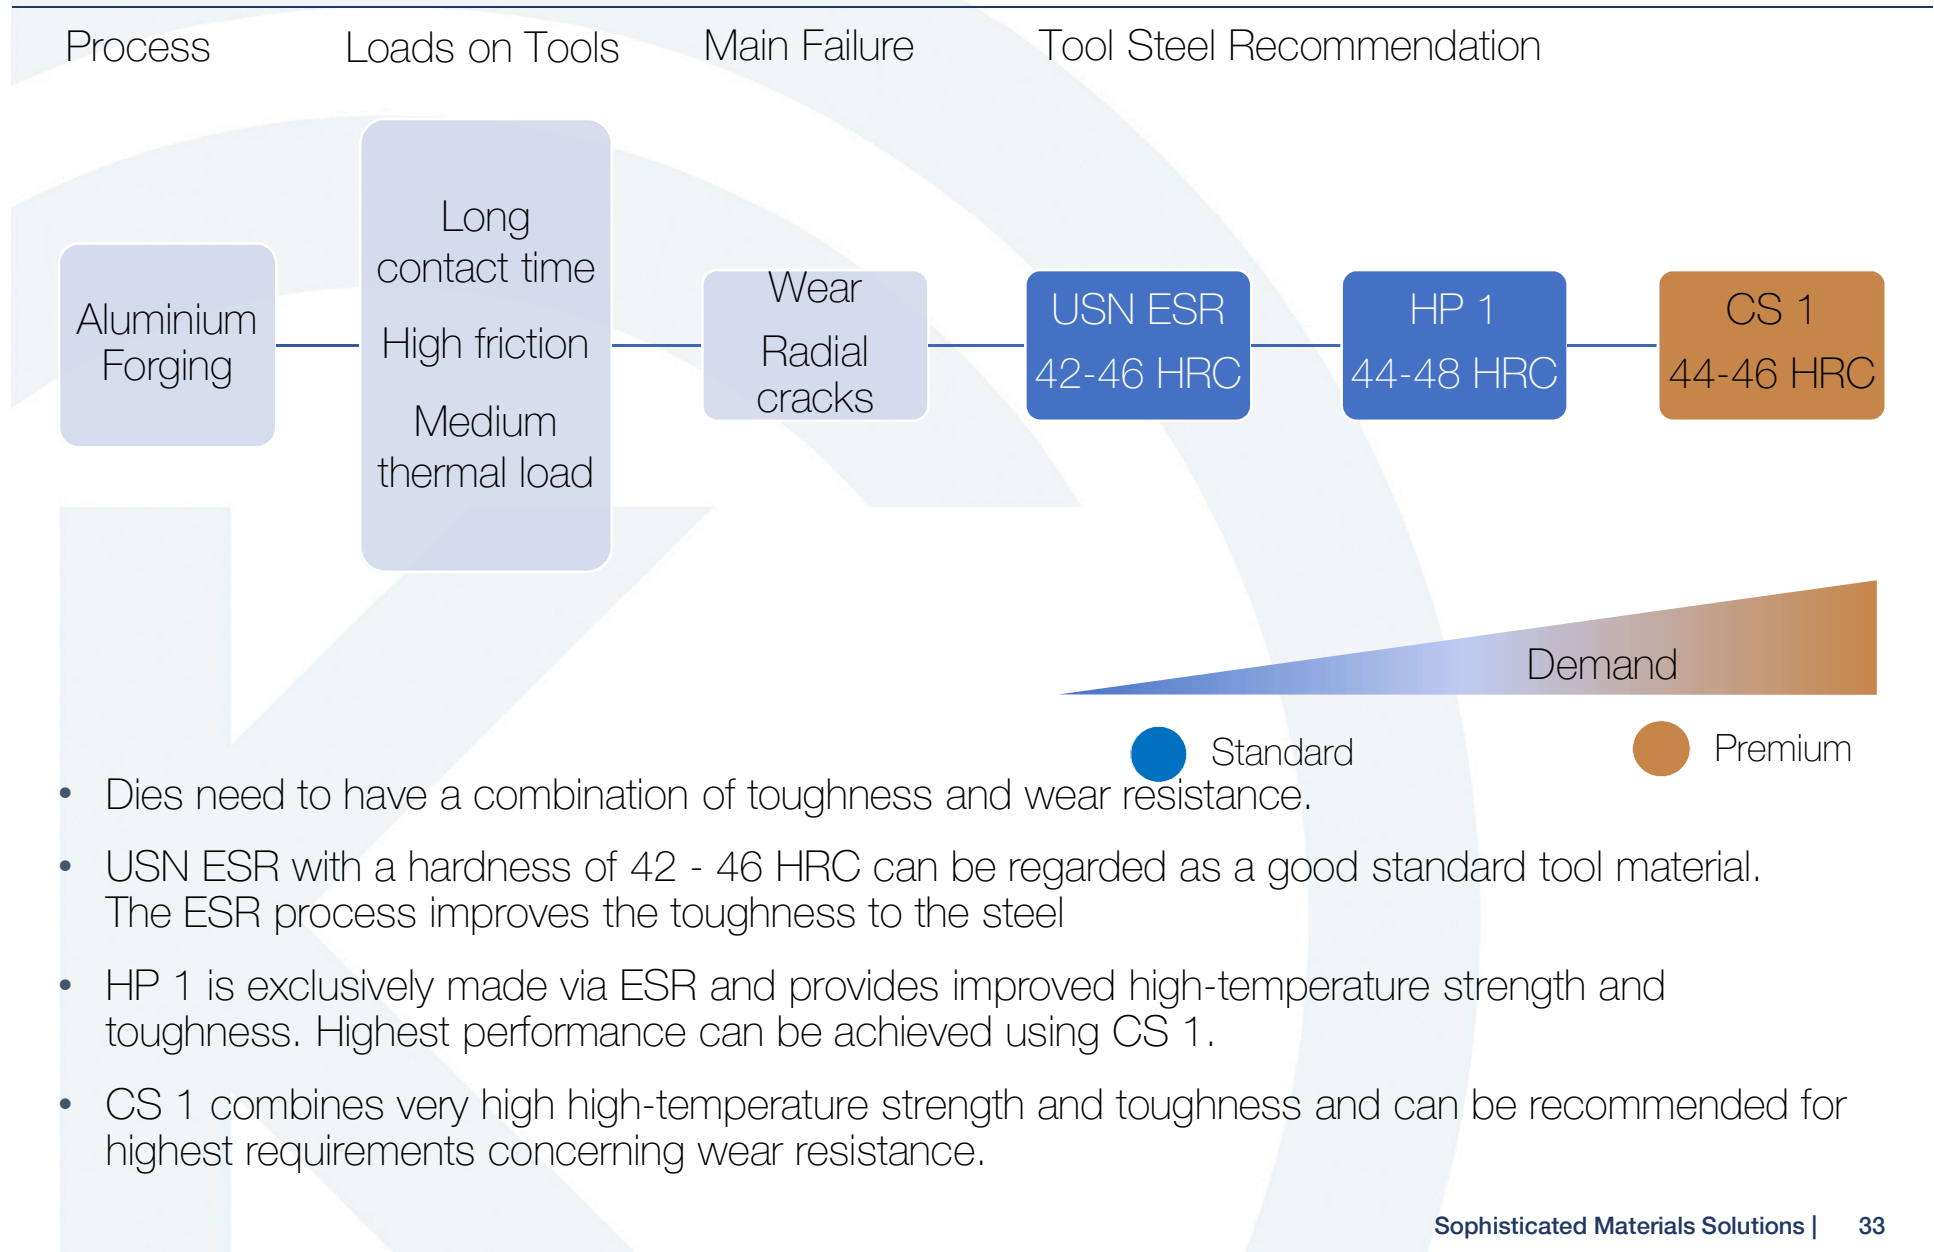 Process
Loads on Tools
Main Failure
Tool Steel Recommendation
Aluminium
Forging
Long
contact time
High friction
Medium
thermal load
Wear
Radial
cracks
USN ESR
42-46 HRC
HP 1
44-48 HRC
CS 1
44-46 HRC
Demand
Standard
Premium
• Dies need to have a combination of toughness and wear resistance.
• USN ESR with a hardness of 42 - 46 HRC can be regarded as a good standard tool material.
The ESR process improves the toughness to the steel
• HP 1 is exclusively made via ESR and provides improved high-temperature strength and
toughness. Highest performance can be achieved using CS 1.
• CS 1 combines very high high-temperature strength and toughness and can be recommended for
highest requirements concerning wear resistance.
Sophisticated Materials Solutions | 33